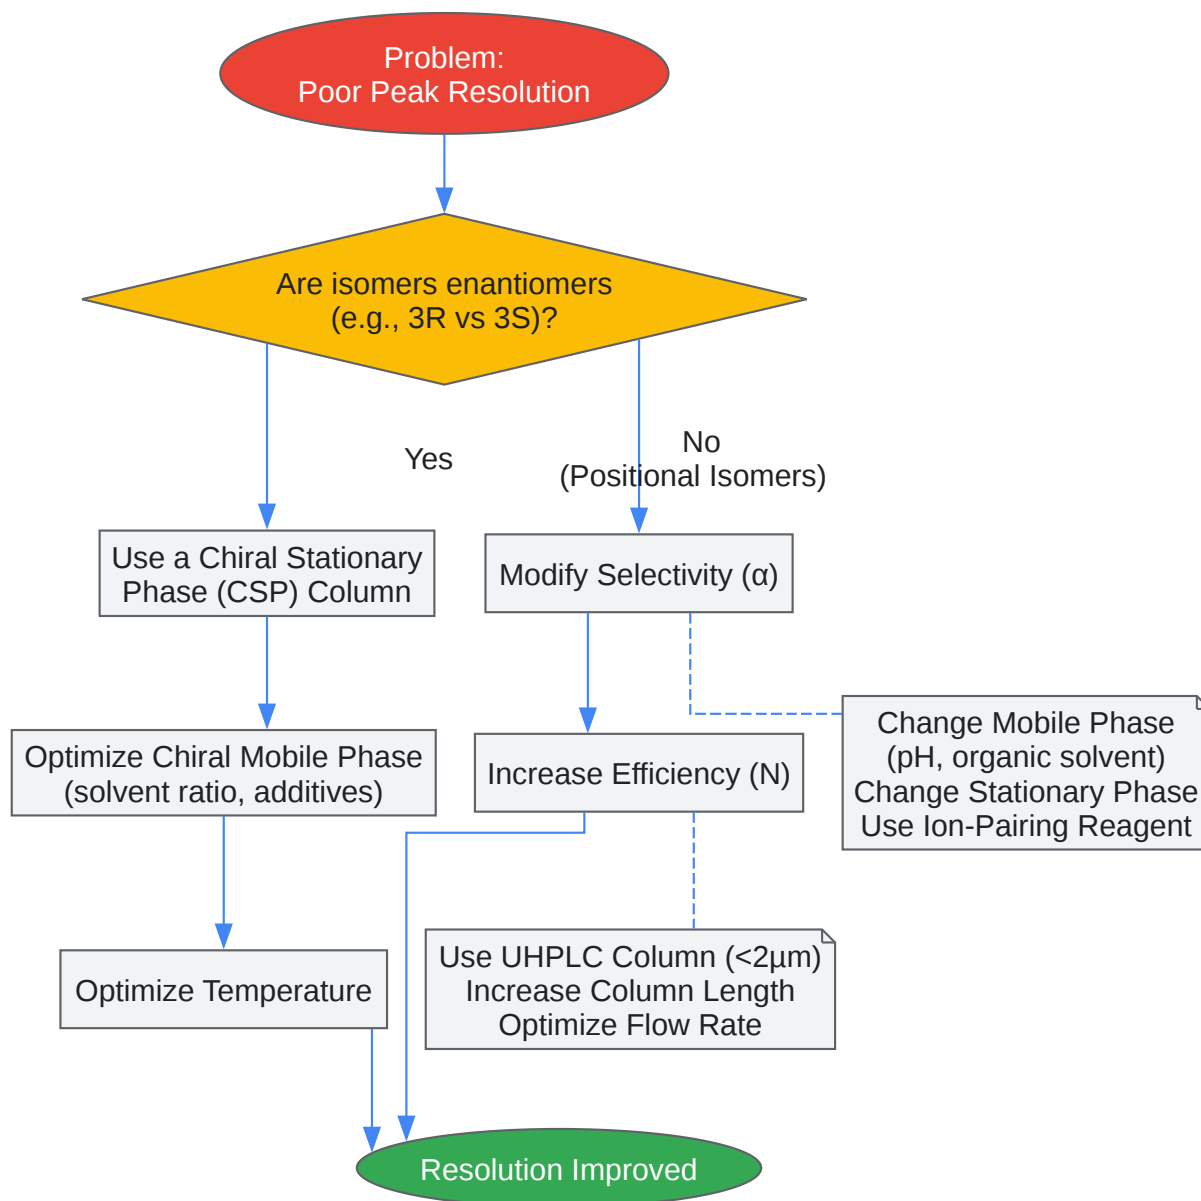 Problem:
Poor Peak Resolution
Are isomers enantiomers
(e.g., 3R vs 3S)?
Yes
No
(Positional Isomers)
Use a Chiral Stationary
Phase (CSP) Column
Modify Selectivity (α)
Optimize Chiral Mobile Phase
(solvent ratio, additives)
Increase Efficiency (N)
Change Mobile Phase
(pH, organic solvent)
Change Stationary Phase
Use Ion-Pairing Reagent
Optimize Temperature
Use UHPLC Column (<2µm)
Increase Column Length
Optimize Flow Rate
Resolution Improved